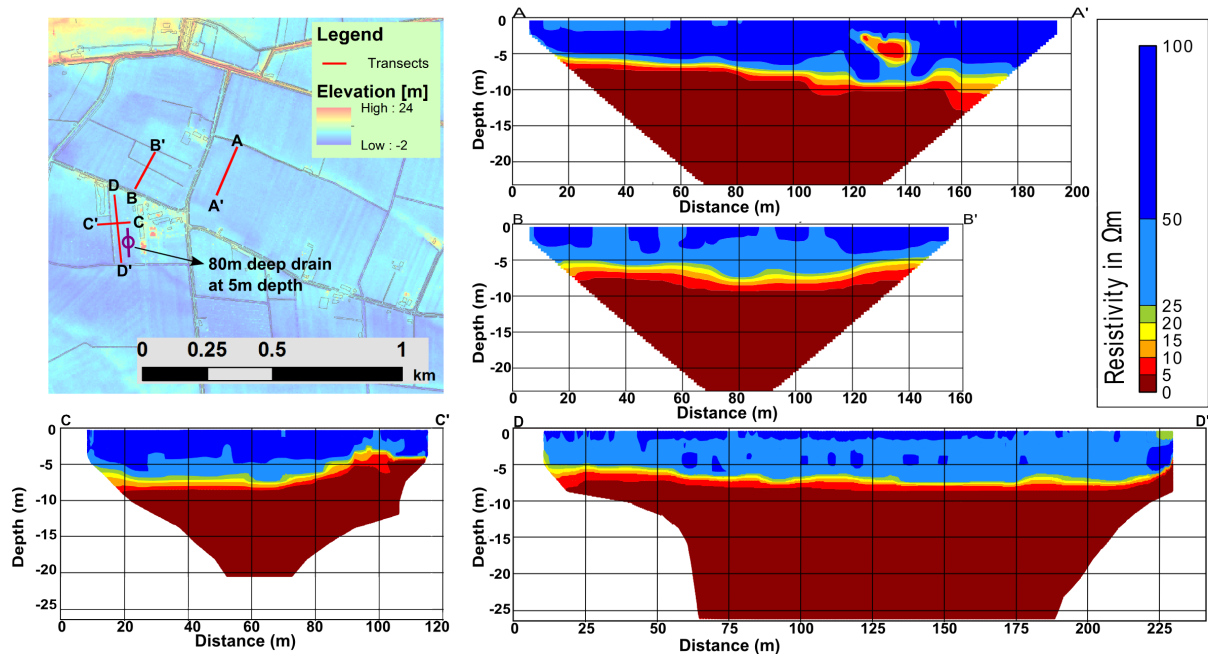 Legend
Transects
Elevation [m]
High : 24
Low : -2
B'
A
D
B
A'
C'
C
D'
80m deep drain
at 5m depth
0 0.25 0.5 1
km
A A'
0
-5
-10
-15
-20
Depth (m)
0 20 40 60 80 100 120 140 160 180 200
Distance (m)
B B'
0
-5
-10
-15
-20
Depth (m)
0 20 40 60 80 100 120 140 160
Distance (m)
Resistivity in Ωm
100
50
25
20
15
10
5
0
C C'
0
-5
-10
-15
-20
-25
Depth (m)
0 20 40 60 80 100 120
Distance (m)
D D'
0
-5
-10
-15
-20
-25
Depth (m)
0 25 50 75 100 125 150 175 200 225
Distance (m)